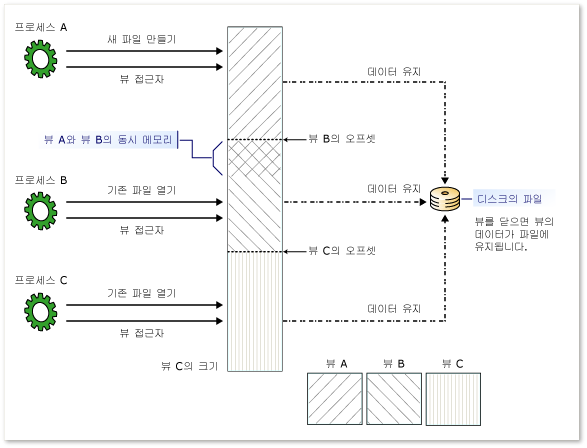 프로세스 A
새 파일 만들기
뷰 접근자
데이터 유지
뷰 A와 뷰 B의 동시 메모리
뷰 B의 오프셋
프로세스 B
기존 파일 열기
뷰 접근자
데이터 유지
디스크의 파일
뷰를 닫으면 뷰의
데이터가 파일에
유지됩니다.
뷰 C의 오프셋
프로세스 C
기존 파일 열기
뷰 접근자
데이터 유지
뷰 C의 크기
뷰 A
뷰 B
뷰 C